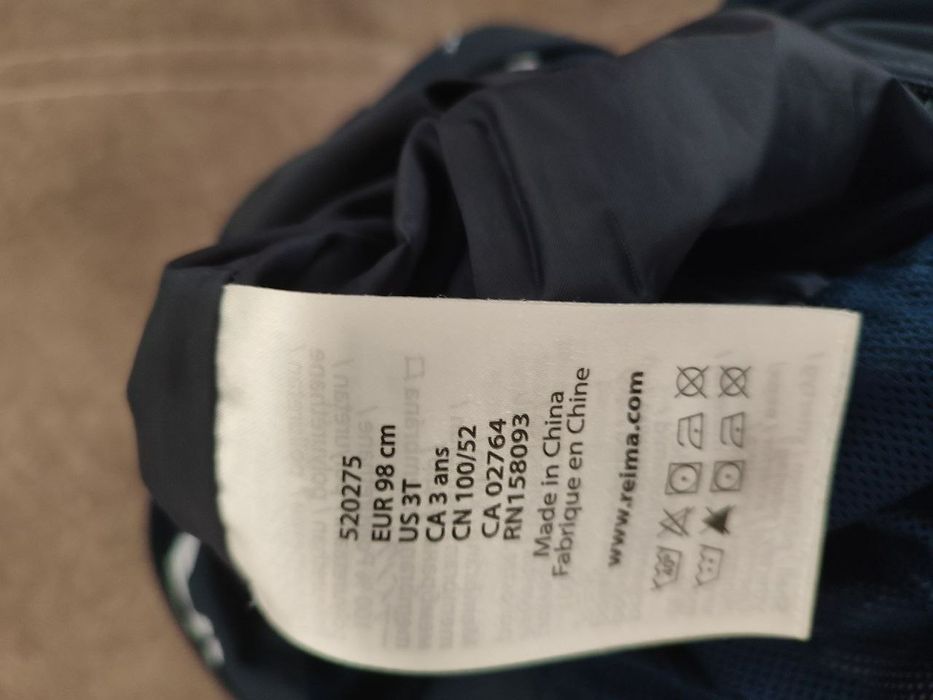 520275
EUR 98 cm
US 3T
CA 3 ans
CN 100/52
CA 02764
RN158093
Made in China
Fabrique en Chine
www.reima.com